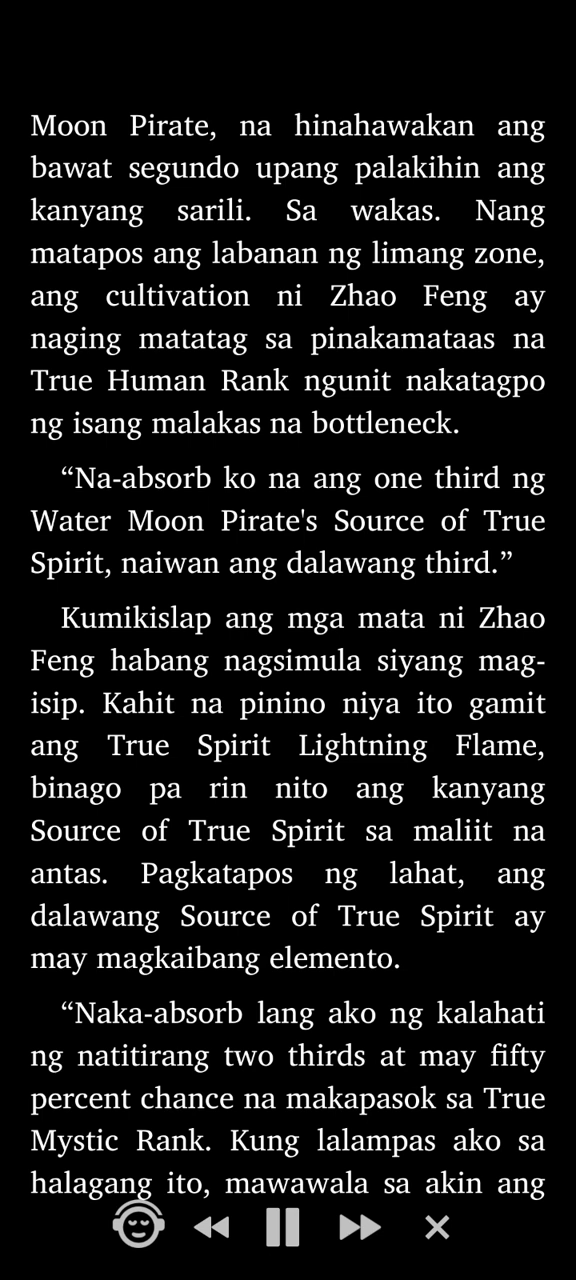 Moon Pirate, na hinahawakan ang
bawat segundo upang palakihin ang
kanyang sarili. Sa wakas. Nang
matapos ang labanan ng limang zone,
ang cultivation ni Zhao Feng ay
naging matatag sa pinakamataas na
True Human Rank ngunit nakatagpo
ng isang malakas na bottleneck.
“Na-absorb ko na ang one third ng
Water Moon Pirate's Source of True
Spirit, naiwan ang dalawang third.”
Kumikislap ang mga mata ni Zhao
Feng habang nagsimula siyang mag-
isip. Kahit na pinino niya ito gamit
ang True Spirit Lightning Flame,
binago pa rin nito ang kanyang
Source of True Spirit sa maliit na
antas. Pagkatapos ng lahat, ang
dalawang Source of True Spirit ay
may magkaibang elemento.
“Naka-absorb lang ako ng kalahati
ng natitirang two thirds at may fifty
percent chance na makapasok sa True
Mystic Rank. Kung lalampas ako sa
halagang ito, mawawala sa akin ang